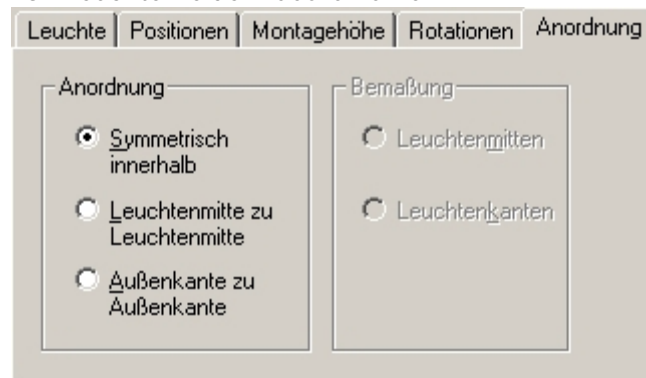 Leuchte Positionen Montagehöhe Rotationen Anordnung
Anordnung
Symmetrisch
innerhalb
Leuchtenmitte zu
Leuchtenmitte
Außenkante zu
Außenkante
Bemaßung
Leuchtenmitten
Leuchtenkanten